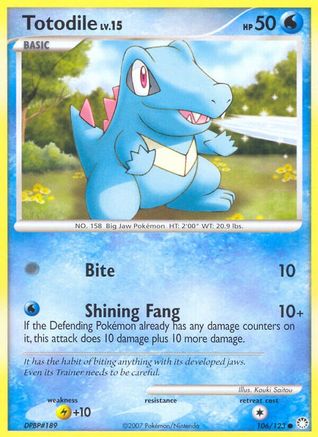 Totodile LV.15 HP 50
BASIC
NO. 158 Big Jaw Pokémon HT: 2'00" WT: 20.9 lbs.
Bite 10
Shining Fang 10+
If the Defending Pokémon already has any damage counters on
it, this attack does 10 damage plus 10 more damage.
It has the habit of biting anything with its developed jaws.
Even its Trainer needs to be careful.
weakness resistance retreat cost
+10
Illus. Kouki Saitou
DPBP#189 ©2007 Pokémon/Nintendo 106/123